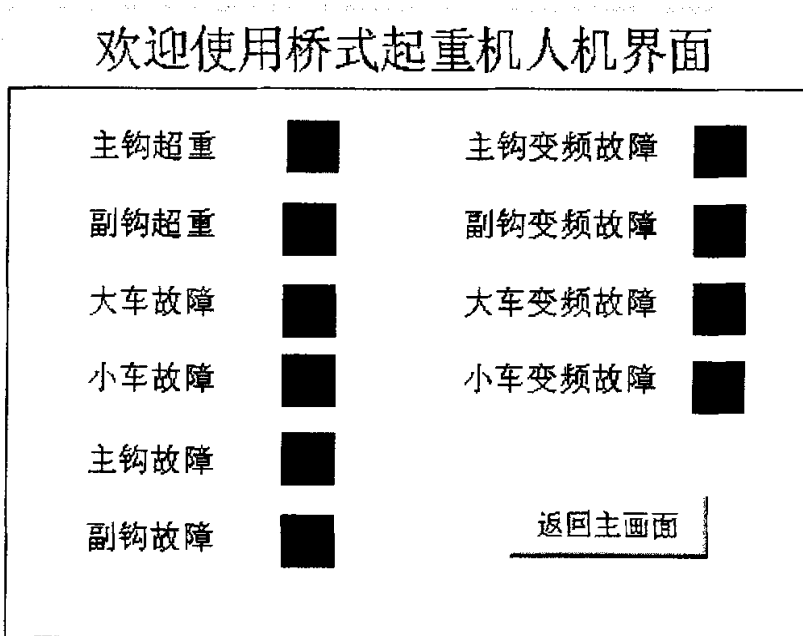 欢迎使用桥式起重机人机界面
主钩超重
主钩变频故障
副钩超重
副钩变频故障
大车故障
大车变频故障
小车故障
小车变频故障
主钩故障
副钩故障
返回主画面